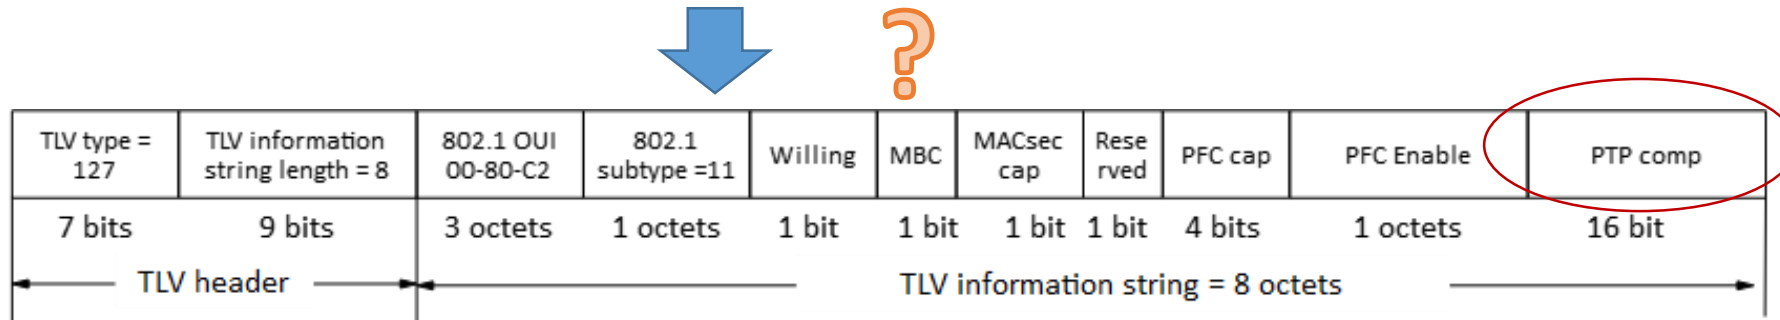 ?
TLV type =
127
TLV information
string length = 8
802.1 OUI
00-80-C2
802.1
subtype =11
Willing
MBC
MACsec
cap
Rese
rved
PFC cap
PFC Enable
PTP comp
7 bits
9 bits
3 octets
1 octets
1 bit
1 bit
1 bit
1 bit
4 bits
1 octets
16 bit
TLV header
TLV information string = 8 octets